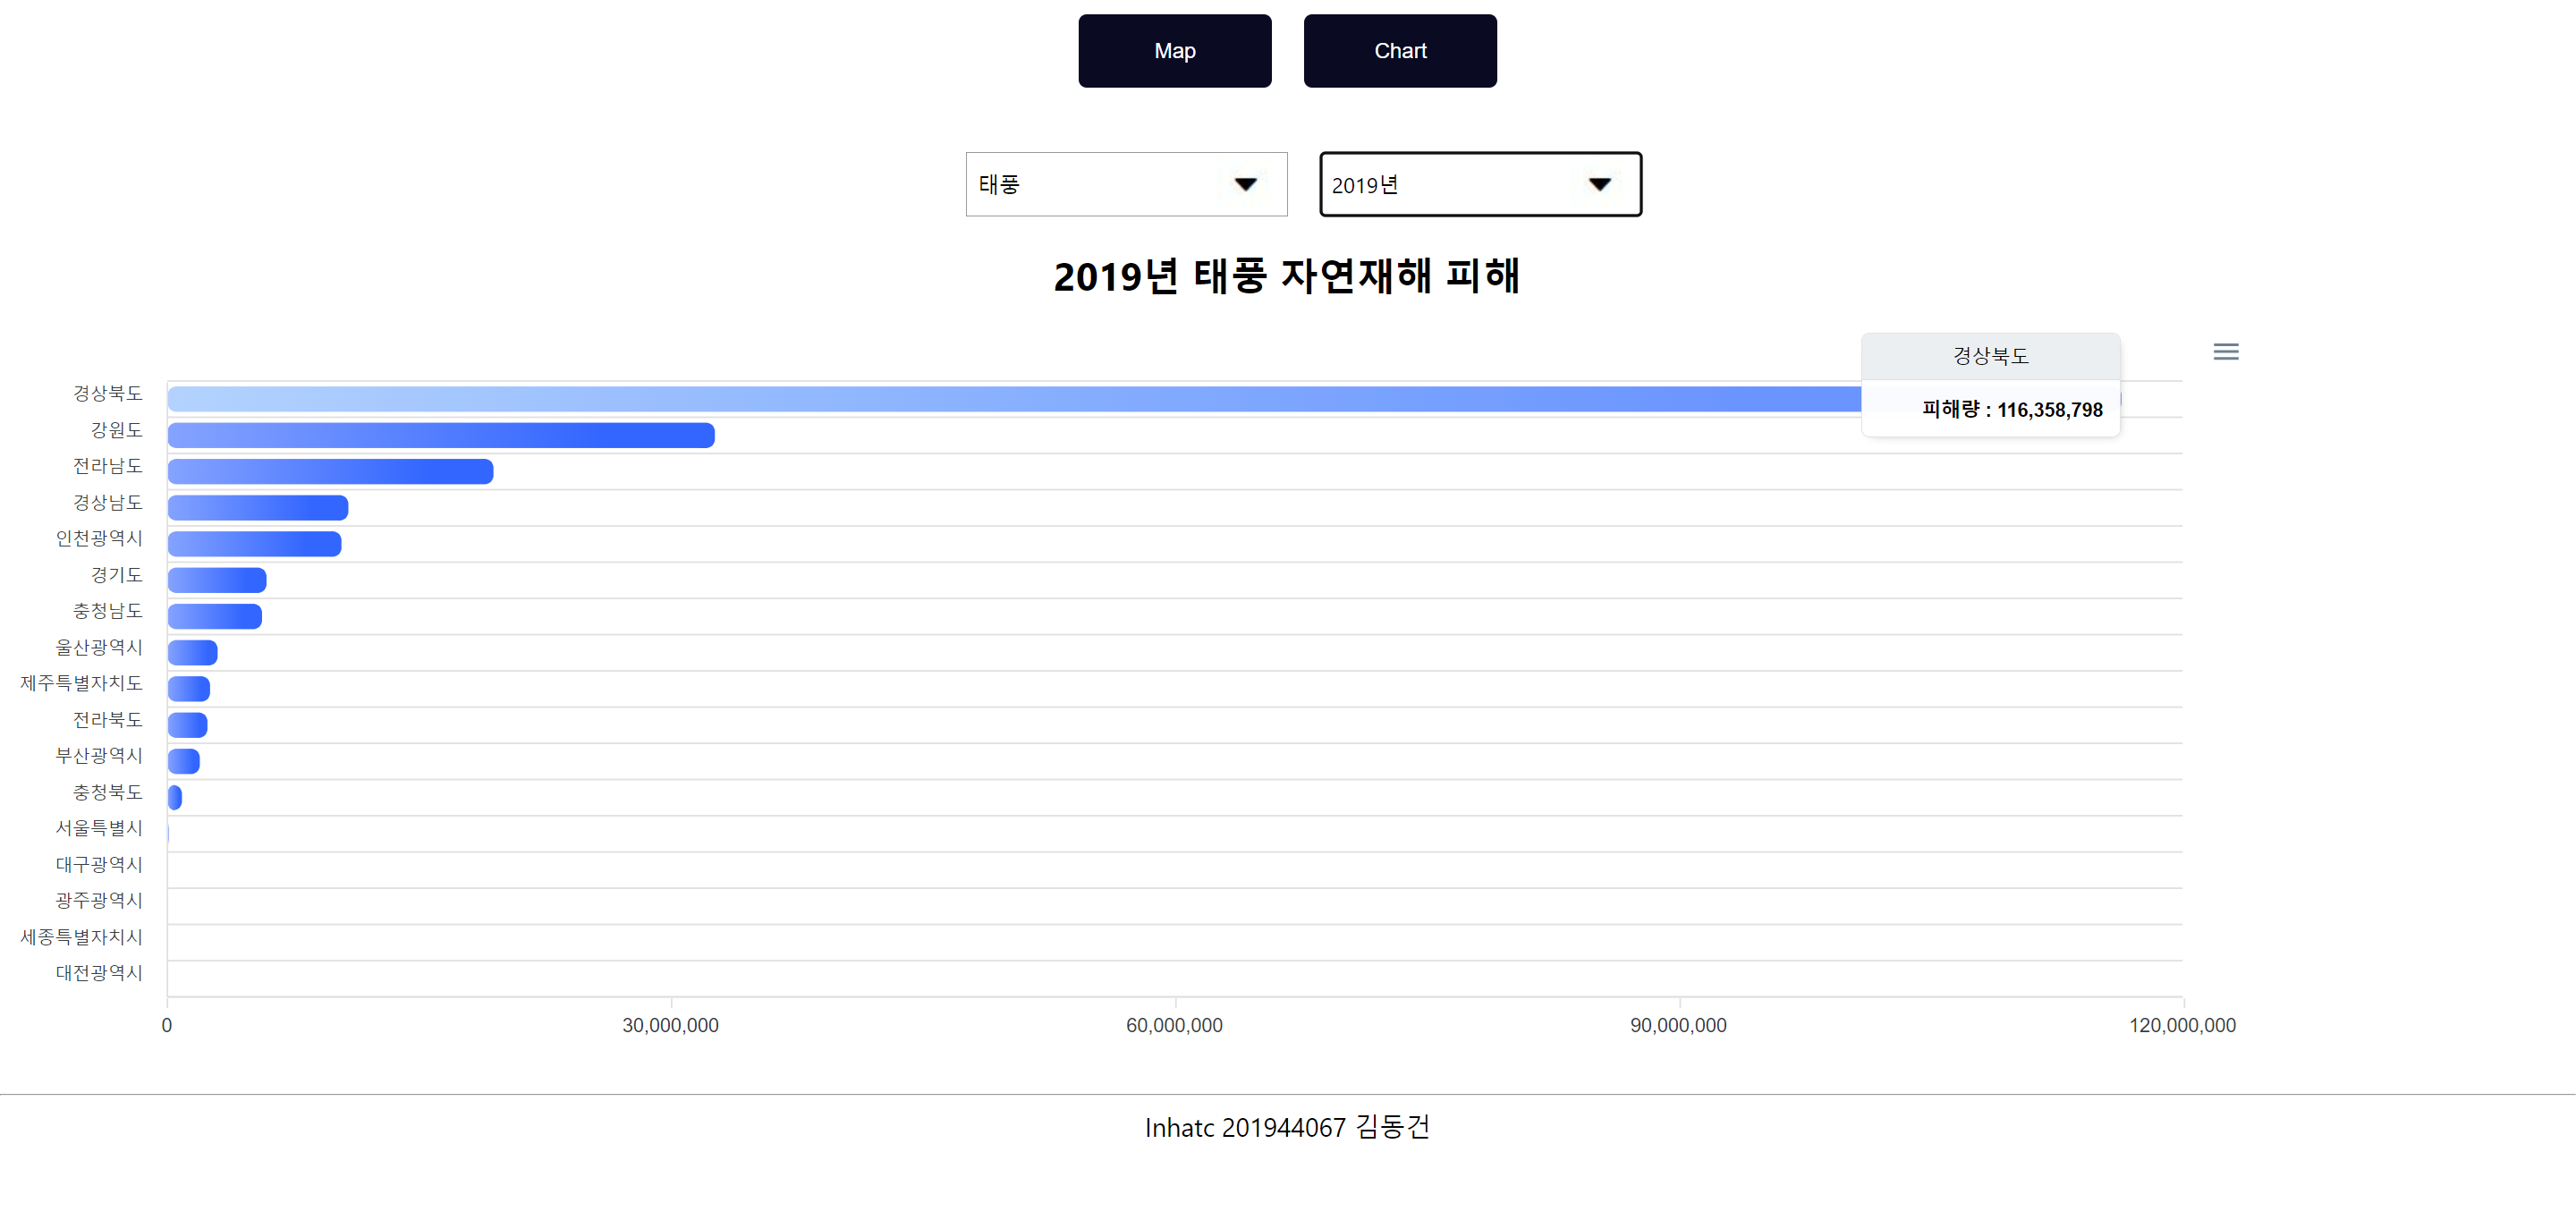 Map Chart
태풍 2019년
2019년 태풍 자연재해 피해
경상북도
피해량 : 116,358,798
경상북도
강원도
전라남도
경상남도
인천광역시
경기도
충청남도
울산광역시
제주특별자치도
전라북도
부산광역시
충청북도
서울특별시
대구광역시
광주광역시
세종특별자치시
대전광역시
0 30,000,000 60,000,000 90,000,000 120,000,000
Inhatc 201944067 김동건